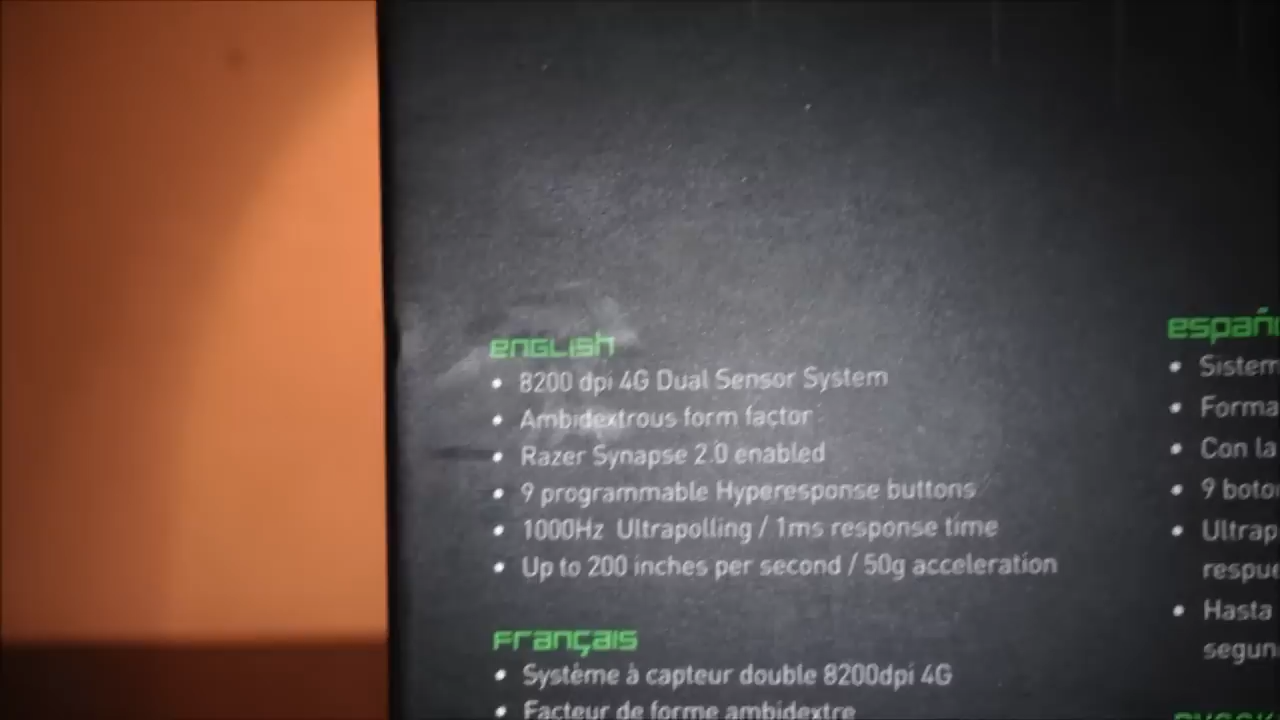 english
• 8200 dpi 4G Dual Sensor System
• Ambidextrous form factor
• Razer Synapse 2.0 enabled
• 9 programmable Hyperesponse buttons
• 1000Hz Ultrapolling / 1ms response time
• Up to 200 inches per second / 50g acceleration
Français
• Système à capteur double 8200dpi 4G
• Facteur de forme ambidextre
españ
• Sistem
• Forma
• Con la
• 9 boto
• Ultrap
respue
• Hasta
segun